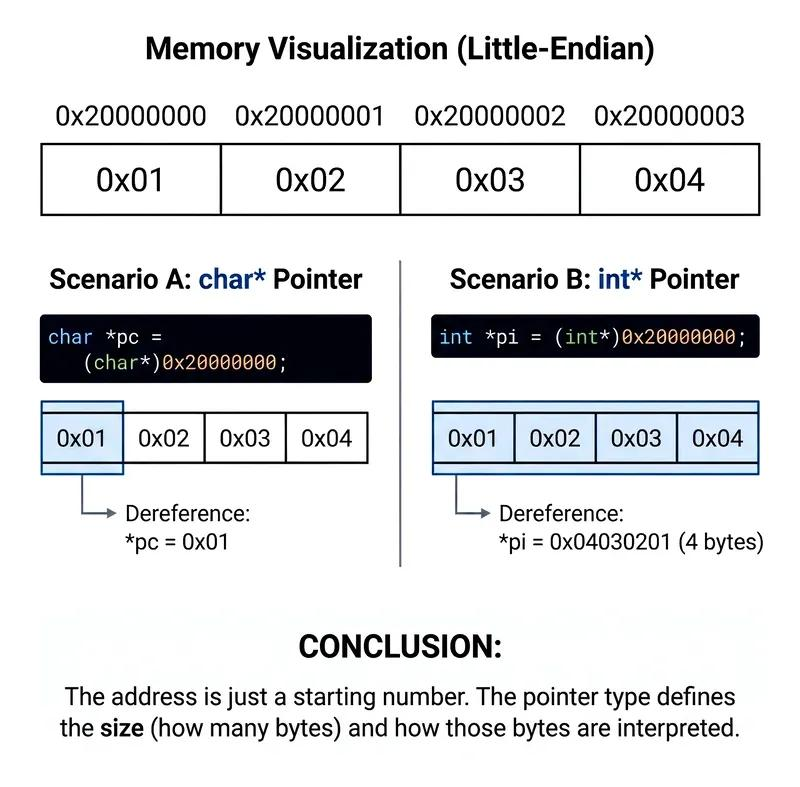 Memory Visualization (Little-Endian)
0x20000000 0x20000001 0x20000002 0x20000003
0x01 0x02 0x03 0x04
Scenario A: char* Pointer
char *pc =
(char*)0x20000000;
0x01 0x02 0x03 0x04
Dereference:
*pc = 0x01
Scenario B: int* Pointer
int *pi = (int*)0x20000000;
0x01 0x02 0x03 0x04
Dereference:
*pi = 0x04030201 (4 bytes)
CONCLUSION:
The address is just a starting number. The pointer type defines
the size (how many bytes) and how those bytes are interpreted.